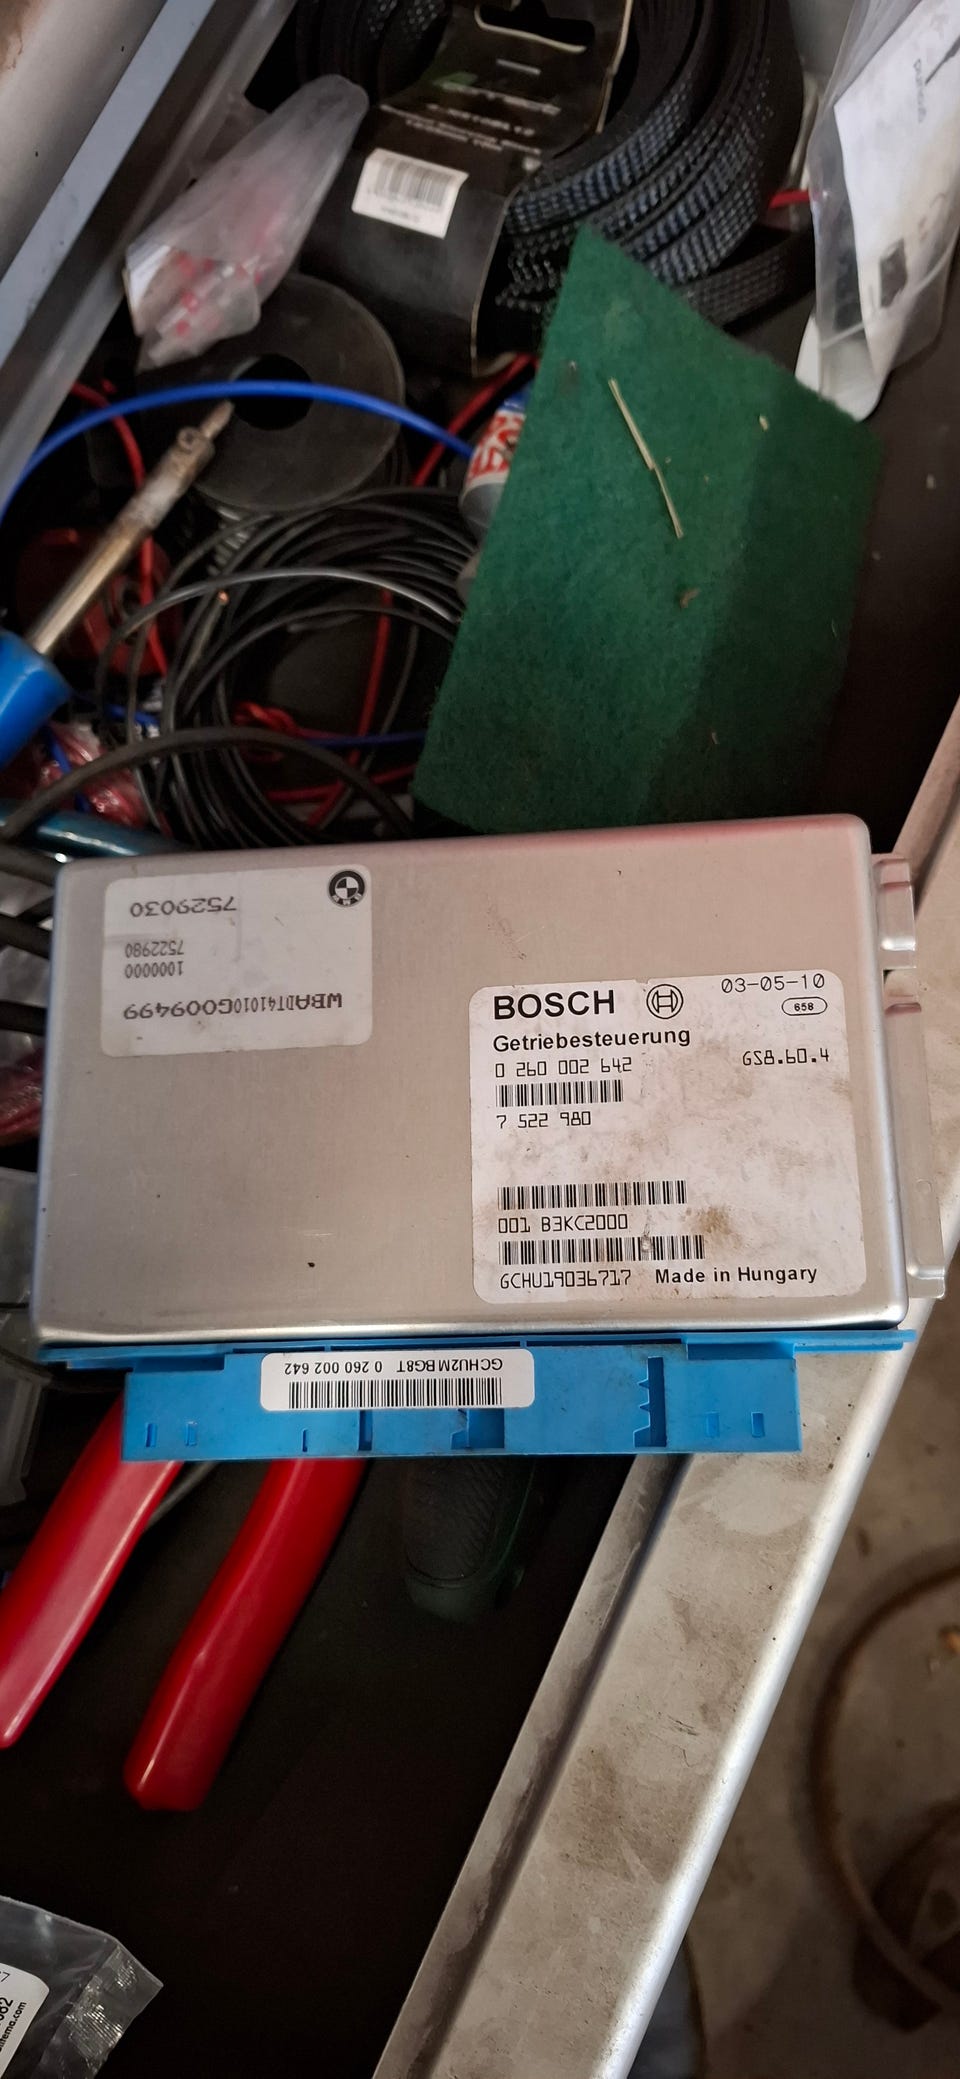 7529030
7522980
1000000
WBADT41010G009499
BOSCH
03-05-10
658
Getriebesteuerung
0 260 002 642
GS8.60.4
7 522 980
001 B3KC2000
GCHU19036717 Made in Hungary
GCHU2MBG8T 0 260 002 642